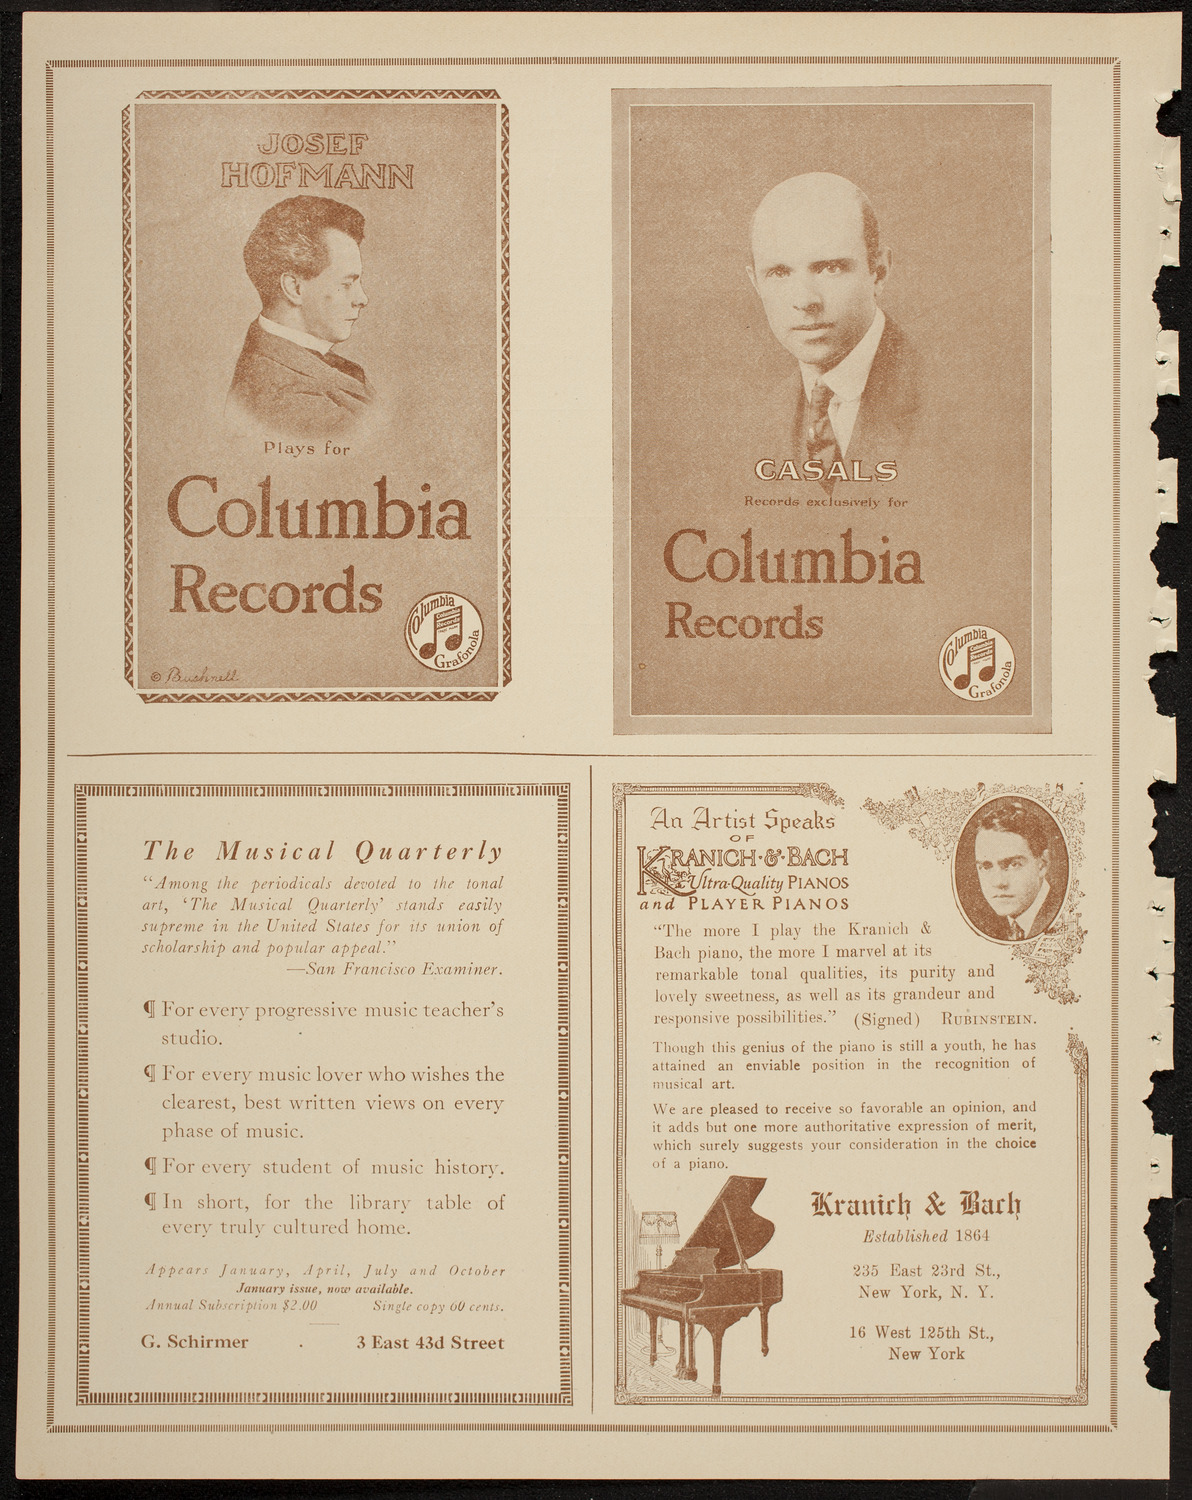 JOSEF
HOFMANN
Plays for
Columbia
Records
Columbia
Columbia
Records
Grafonola
© Bushnell
CASALS
Records exclusively for
Columbia
Records
Columbia
Columbia
Records
Grafonola
The Musical Quarterly
“Among the periodicals devoted to the tonal
art, ‘The Musical Quarterly’ stands easily
supreme in the United States for its union of
scholarship and popular appeal.”
—San Francisco Examiner.
¶ For every progressive music teacher’s
studio.
¶ For every music lover who wishes the
clearest, best written views on every
phase of music.
¶ For every student of music history.
¶ In short, for the library table of
every truly cultured home.
Appears January, April, July and October
January issue, now available.
Annual Subscription $2.00 Single copy 60 cents.
G. Schirmer . 3 East 43d Street
An Artist Speaks
OF
KRANICH·&·BACH
Ultra-Quality PIANOS
and PLAYER PIANOS
“The more I play the Kranich &
Bach piano, the more I marvel at its
remarkable tonal qualities, its purity and
lovely sweetness, as well as its grandeur and
responsive possibilities.” (Signed) RUBINSTEIN.
Though this genius of the piano is still a youth, he has
attained an enviable position in the recognition of
musical art.
We are pleased to receive so favorable an opinion, and
it adds but one more authoritative expression of merit,
which surely suggests your consideration in the choice
of a piano.
Kranich & Bach
Established 1864
235 East 23rd St.,
New York, N. Y.
16 West 125th St.,
New York